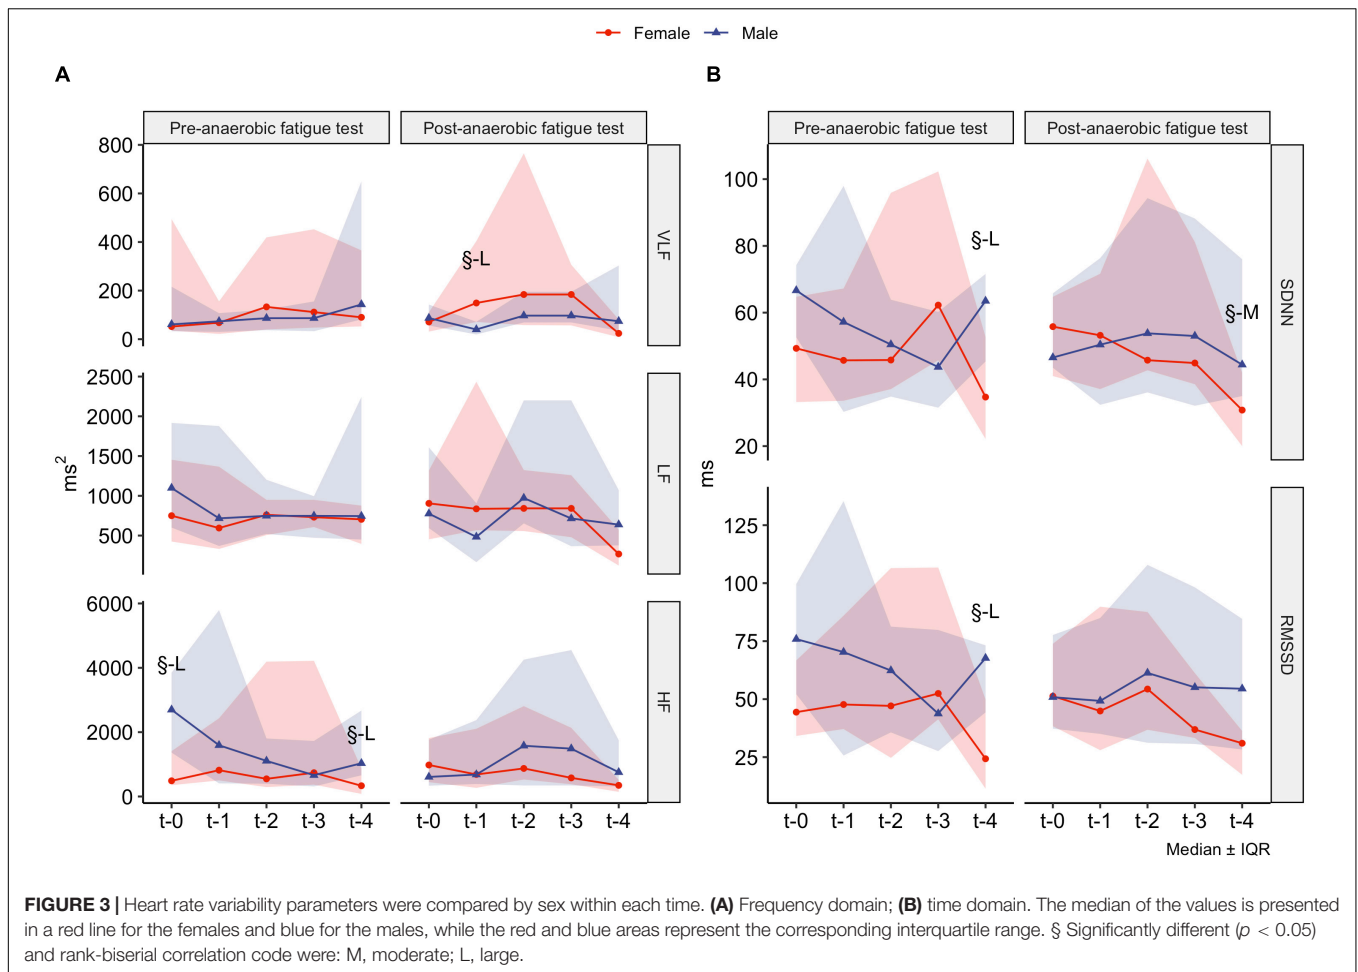 Female Male
A
B
Pre-anaerobic fatigue test
Post-anaerobic fatigue test
Pre-anaerobic fatigue test
Post-anaerobic fatigue test
800
600
400
200
0
§-L
VLF
2500
2000
1500
1000
500
ms²
LF
6000
4000
2000
0
§-L
§-L
HF
t-0 t-1 t-2 t-3 t-4
t-0 t-1 t-2 t-3 t-4
100
80
60
40
20
§-L
§-M
SDNN
ms
125
100
75
50
25
§-L
RMSSD
t-0 t-1 t-2 t-3 t-4
t-0 t-1 t-2 t-3 t-4
Median ± IQR
FIGURE 3 | Heart rate variability parameters were compared by sex within each time. (A) Frequency domain; (B) time domain. The median of the values is presented
in a red line for the females and blue for the males, while the red and blue areas represent the corresponding interquartile range. § Significantly different (p < 0.05)
and rank-biserial correlation code were: M, moderate; L, large.